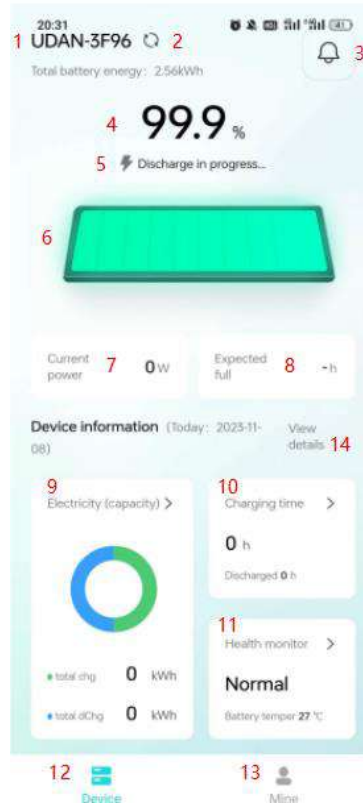 20:31
1 UDAN-3F96 2
3
Total battery energy: 2.56kWh
4 99.9 %
5 Discharge in progress...
6
Current power 7 0 W
Expected full 8 - h
Device information (Today: 2023-11-08)
View details 14
9
Electricity (capacity) >
total chg 0 kWh
total dChg 0 kWh
10
Charging time >
0 h
Discharged 0 h
11
Health monitor >
Normal
Battery temper 27 °C
12 Device
13 Mine